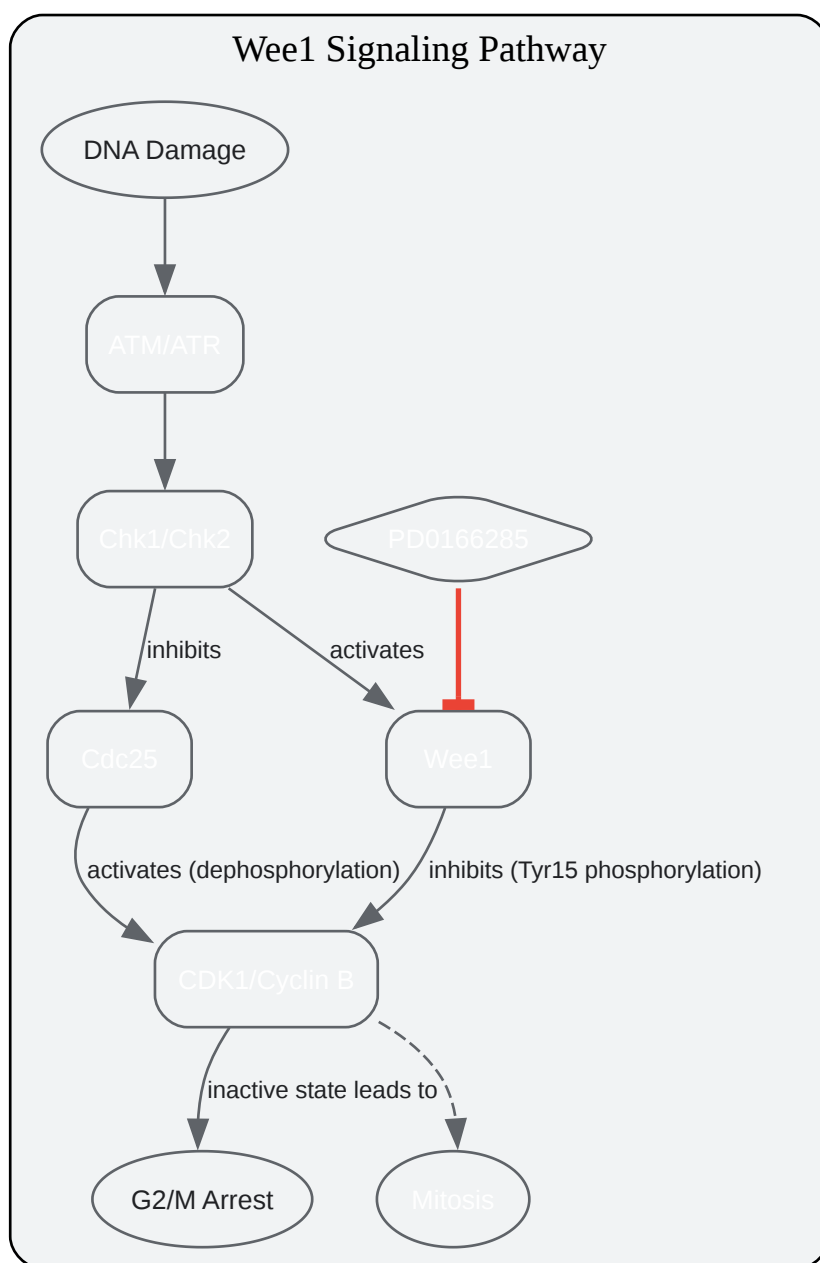 Wee1 Signaling Pathway
DNA Damage
ATM/ATR
Chk1/Chk2
PD0166285
inhibits
activates
Cdc25
Wee1
activates (dephosphorylation)
inhibits (Tyr15 phosphorylation)
CDK1/Cyclin B
inactive state leads to
G2/M Arrest
Mitosis